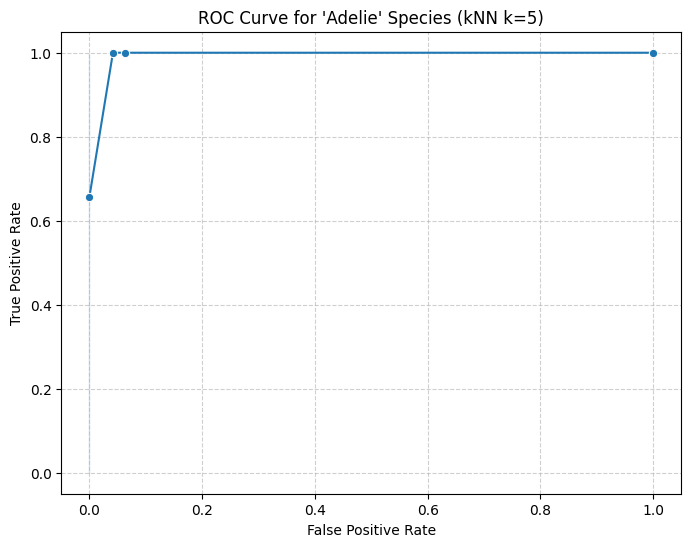 ROC Curve for 'Adelie' Species (kNN k=5)
True Positive Rate
1.0
0.8
0.6
0.4
0.2
0.0
0.0 0.2 0.4 0.6 0.8 1.0
False Positive Rate